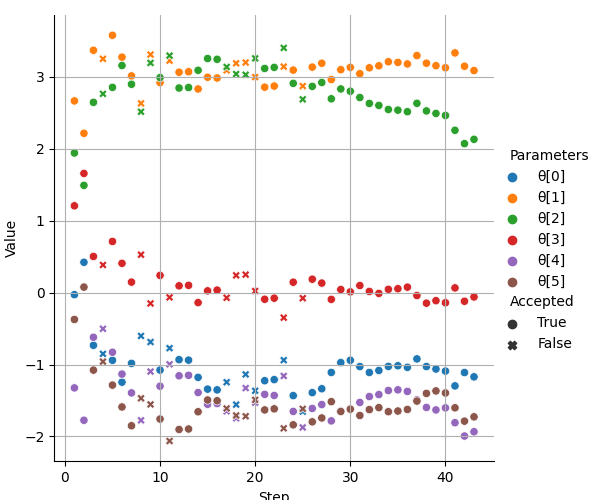 3
2
1
0
−1
−2
Value
0
10
20
30
40
Step
Parameters
θ[0]
θ[1]
θ[2]
θ[3]
θ[4]
θ[5]
Accepted
True
False